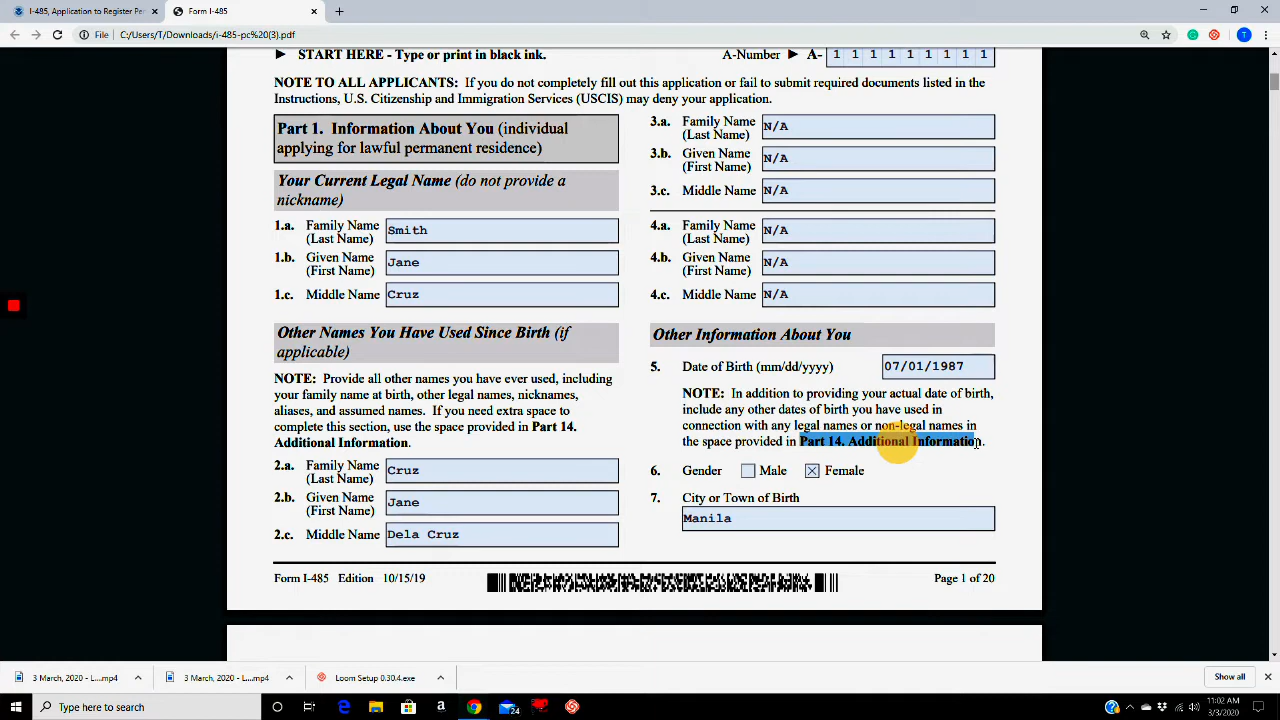 I-485, Application to Register Per
Form I-485
File
C:/Users/T/Downloads/i-485-pc%20(3).pdf
T
► START HERE - Type or print in black ink.
A-Number ► A- 1 1 1 1 1 1 1 1 1
NOTE TO ALL APPLICANTS: If you do not completely fill out this application or fail to submit required documents listed in the
Instructions, U.S. Citizenship and Immigration Services (USCIS) may deny your application.
Part 1. Information About You (individual
applying for lawful permanent residence)
Your Current Legal Name (do not provide a
nickname)
1.a. Family Name
(Last Name)
Smith
1.b. Given Name
(First Name)
Jane
1.c. Middle Name
Cruz
Other Names You Have Used Since Birth (if
applicable)
NOTE: Provide all other names you have ever used, including
your family name at birth, other legal names, nicknames,
aliases, and assumed names. If you need extra space to
complete this section, use the space provided in Part 14.
Additional Information.
2.a. Family Name
(Last Name)
Cruz
2.b. Given Name
(First Name)
Jane
2.c. Middle Name
Dela Cruz
3.a. Family Name
(Last Name)
N/A
3.b. Given Name
(First Name)
N/A
3.c. Middle Name
N/A
4.a. Family Name
(Last Name)
N/A
4.b. Given Name
(First Name)
N/A
4.c. Middle Name
N/A
Other Information About You
5. Date of Birth (mm/dd/yyyy)
07/01/1987
NOTE: In addition to providing your actual date of birth,
include any other dates of birth you have used in
connection with any legal names or non-legal names in
the space provided in Part 14. Additional Information.
6. Gender Male Female
7. City or Town of Birth
Manila
Form I-485 Edition 10/15/19
Page 1 of 20
3 March, 2020 - L....mp4
3 March, 2020 - L....mp4
Loom Setup 0.30.4.exe
Show all
Type here to search
24
11:02 AM
3/3/2020